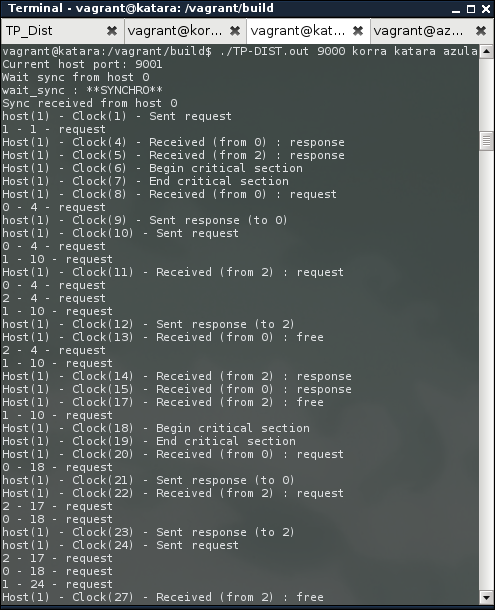 Terminal - vagrant@katara: /vagrant/build
TP_Dist
vagrant@kor...
vagrant@kat...
vagrant@az...
vagrant@katara:/vagrant/build$ ./TP-DIST.out 9000 korra katara azula
Current host port: 9001
Wait sync from host 0
wait_sync : **SYNCHRO**
Sync received from host 0
host(1) - Clock(1) - Sent request
1 - 1 - request
Host(1) - Clock(4) - Received (from 0) : response
Host(1) - Clock(5) - Received (from 2) : response
Host(1) - Clock(6) - Begin critical section
Host(1) - Clock(7) - End critical section
Host(1) - Clock(8) - Received (from 0) : request
0 - 4 - request
host(1) - Clock(9) - Sent response (to 0)
host(1) - Clock(10) - Sent request
0 - 4 - request
1 - 10 - request
Host(1) - Clock(11) - Received (from 2) : request
0 - 4 - request
2 - 4 - request
1 - 10 - request
host(1) - Clock(12) - Sent response (to 2)
Host(1) - Clock(13) - Received (from 0) : free
2 - 4 - request
1 - 10 - request
Host(1) - Clock(14) - Received (from 2) : response
Host(1) - Clock(15) - Received (from 0) : response
Host(1) - Clock(17) - Received (from 2) : free
1 - 10 - request
Host(1) - Clock(18) - Begin critical section
Host(1) - Clock(19) - End critical section
Host(1) - Clock(20) - Received (from 0) : request
0 - 18 - request
host(1) - Clock(21) - Sent response (to 0)
Host(1) - Clock(22) - Received (from 2) : request
2 - 17 - request
0 - 18 - request
host(1) - Clock(23) - Sent response (to 2)
host(1) - Clock(24) - Sent request
2 - 17 - request
0 - 18 - request
1 - 24 - request
Host(1) - Clock(27) - Received (from 2) : free